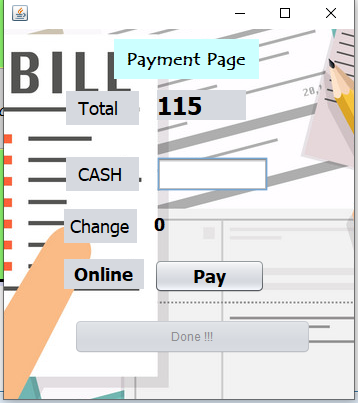 BILL
Payment Page
Total 115
CASH
Change 0
Online Pay
Done !!!